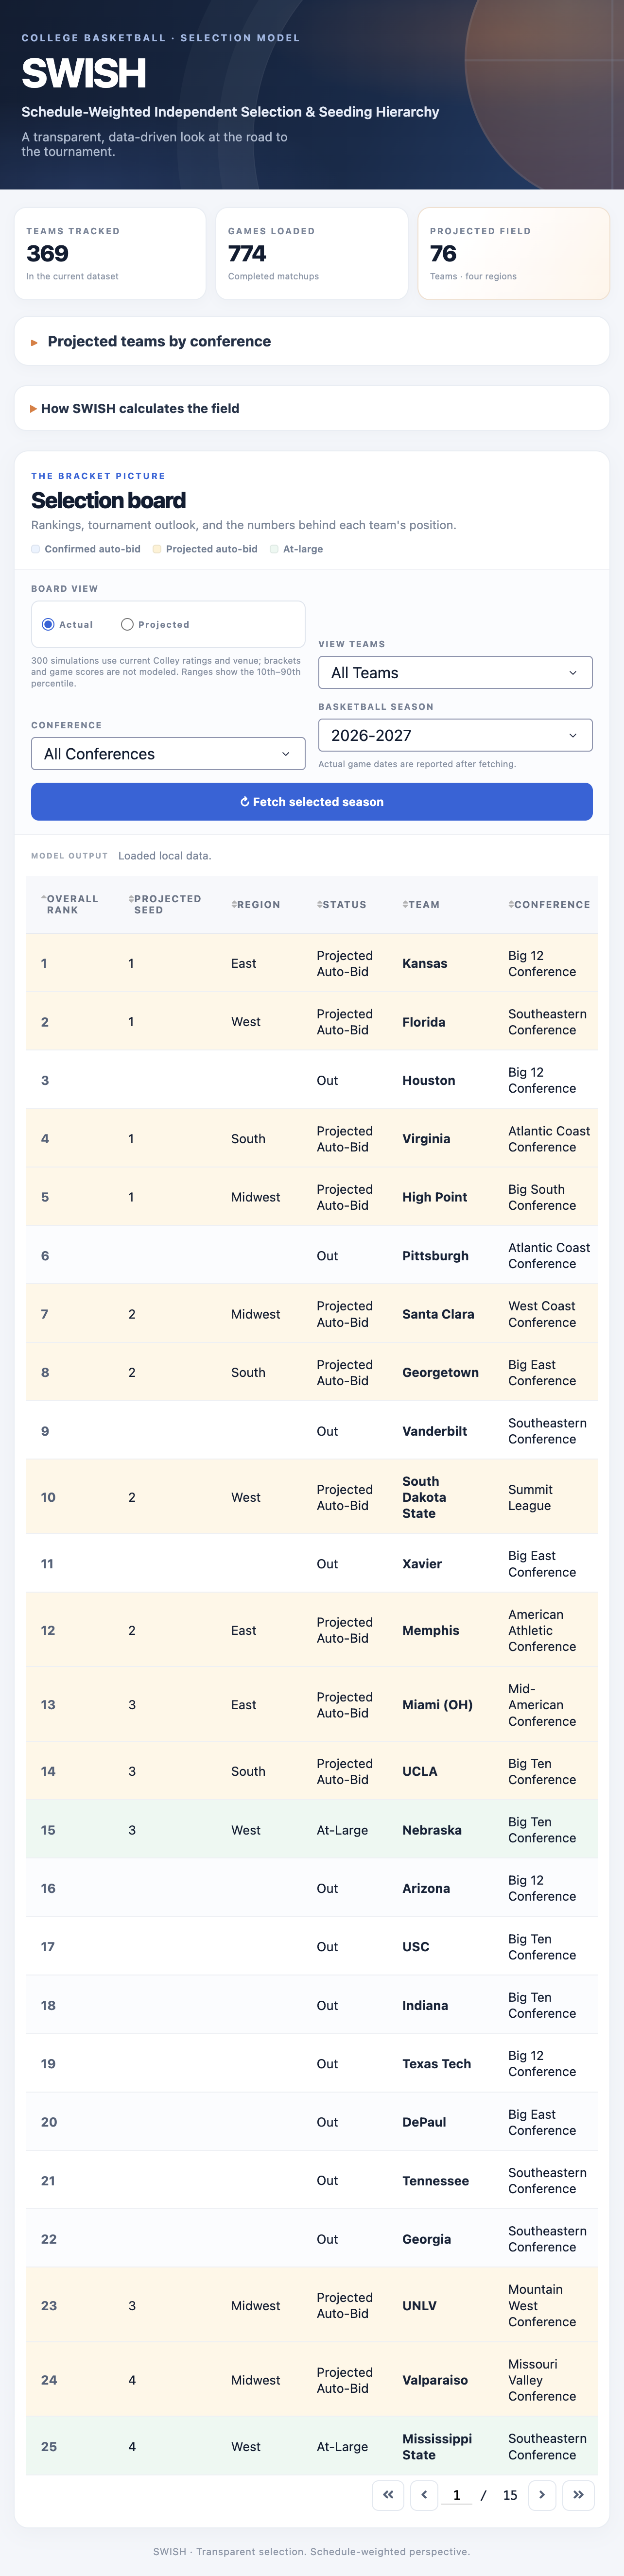 COLLEGE BASKETBALL · SELECTION MODEL
SWISH
Schedule-Weighted Independent Selection & Seeding Hierarchy
A transparent, data-driven look at the road to
the tournament.
TEAMS TRACKED
369
In the current dataset
GAMES LOADED
774
Completed matchups
PROJECTED FIELD
76
Teams · four regions
Projected teams by conference
How SWISH calculates the field
THE BRACKET PICTURE
Selection board
Rankings, tournament outlook, and the numbers behind each team's position.
Confirmed auto-bid Projected auto-bid At-large
BOARD VIEW
Actual Projected
300 simulations use current Colley ratings and venue; brackets
and game scores are not modeled. Ranges show the 10th–90th
percentile.
VIEW TEAMS
All Teams
CONFERENCE
All Conferences
BASKETBALL SEASON
2026-2027
Actual game dates are reported after fetching.
↻ Fetch selected season
MODEL OUTPUT Loaded local data.
OVERALL RANK PROJECTED SEED REGION STATUS TEAM CONFERENCE
1 1 East Projected Auto-Bid Kansas Big 12 Conference
2 1 West Projected Auto-Bid Florida Southeastern Conference
3 Out Houston Big 12 Conference
4 1 South Projected Auto-Bid Virginia Atlantic Coast Conference
5 1 Midwest Projected Auto-Bid High Point Big South Conference
6 Out Pittsburgh Atlantic Coast Conference
7 2 Midwest Projected Auto-Bid Santa Clara West Coast Conference
8 2 South Projected Auto-Bid Georgetown Big East Conference
9 Out Vanderbilt Southeastern Conference
10 2 West Projected Auto-Bid South Dakota State Summit League
11 Out Xavier Big East Conference
12 2 East Projected Auto-Bid Memphis American Athletic Conference
13 3 East Projected Auto-Bid Miami (OH) Mid-American Conference
14 3 South Projected Auto-Bid UCLA Big Ten Conference
15 3 West At-Large Nebraska Big Ten Conference
16 Out Arizona Big 12 Conference
17 Out USC Big Ten Conference
18 Out Indiana Big Ten Conference
19 Out Texas Tech Big 12 Conference
20 Out DePaul Big East Conference
21 Out Tennessee Southeastern Conference
22 Out Georgia Southeastern Conference
23 3 Midwest Projected Auto-Bid UNLV Mountain West Conference
24 4 Midwest Projected Auto-Bid Valparaiso Missouri Valley Conference
25 4 West At-Large Mississippi State Southeastern Conference
1 / 15
SWISH · Transparent selection. Schedule-weighted perspective.